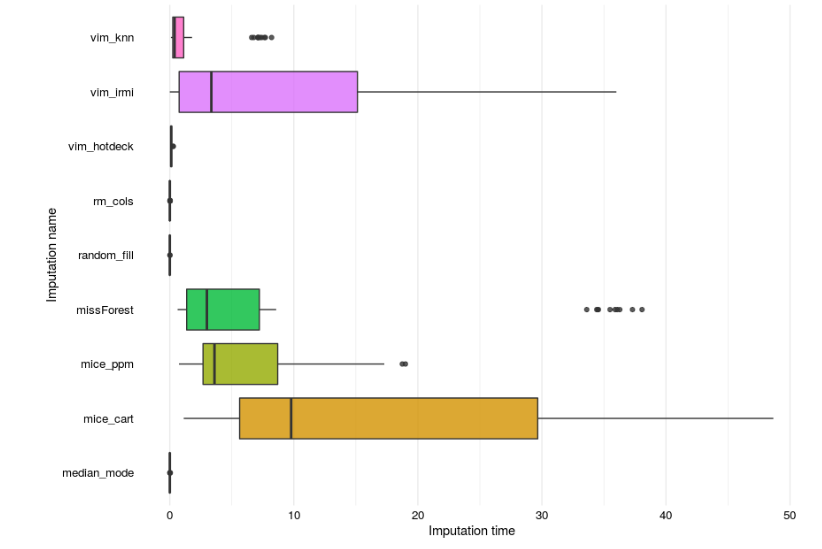 vim_knn
vim_irmi
vim_hotdeck
rm_cols
random_fill
missForest
mice_ppm
mice_cart
median_mode
Imputation name
0 10 20 30 40 50
Imputation time